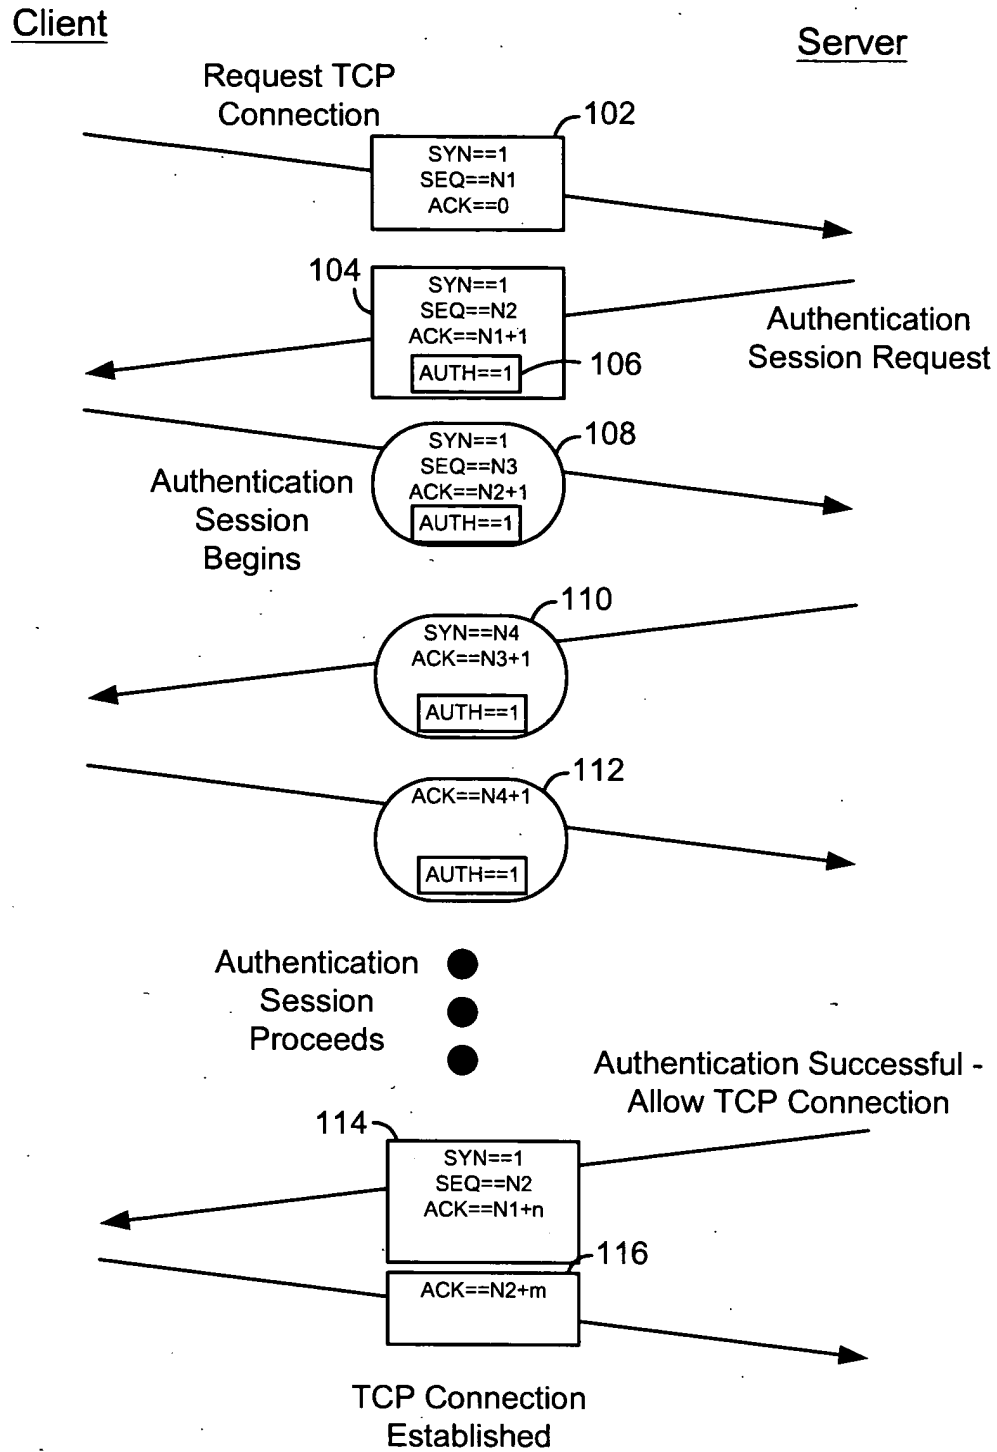 Client
Server
Request TCP
Connection
102
SYN==1
SEQ==N1
ACK==0
104
SYN==1
SEQ==N2
ACK==N1+1
AUTH==1
106
Authentication
Session Request
108
SYN==1
SEQ==N3
ACK==N2+1
AUTH==1
Authentication
Session
Begins
110
SYN==N4
ACK==N3+1
AUTH==1
112
ACK==N4+1
AUTH==1
Authentication
Session
Proceeds
Authentication Successful -
Allow TCP Connection
114
SYN==1
SEQ==N2
ACK==N1+n
116
ACK==N2+m
TCP Connection
Established